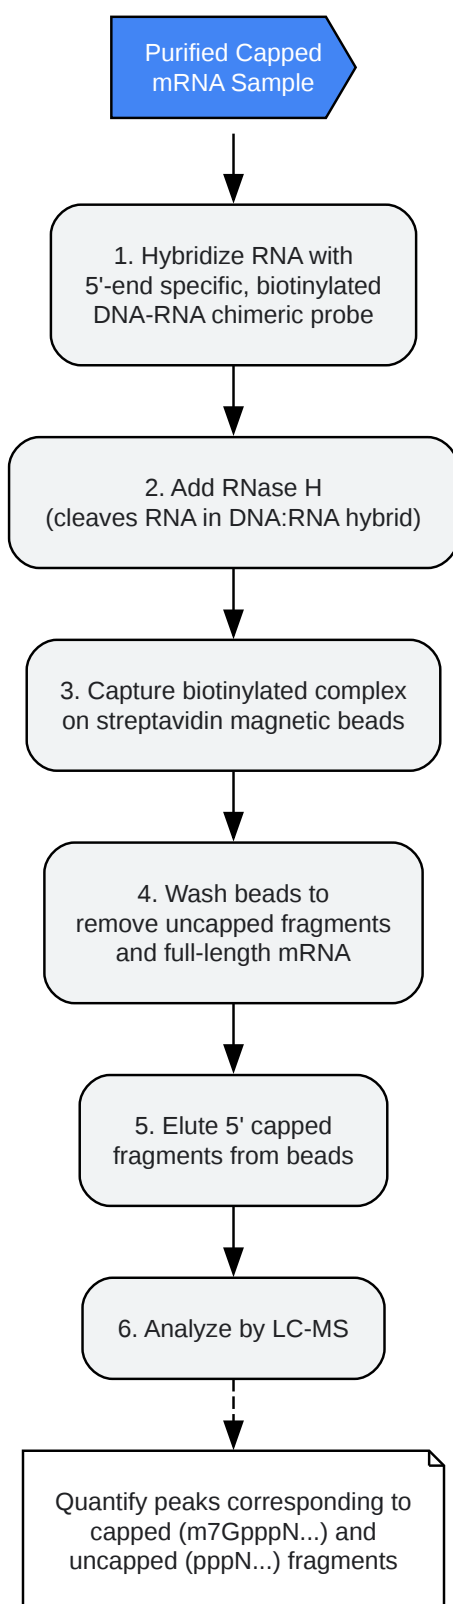 Purified Capped
mRNA Sample
1. Hybridize RNA with
5'-end specific, biotinylated
DNA-RNA chimeric probe
2. Add RNase H
(cleaves RNA in DNA:RNA hybrid)
3. Capture biotinylated complex
on streptavidin magnetic beads
4. Wash beads to
remove uncapped fragments
and full-length mRNA
5. Elute 5' capped
fragments from beads
6. Analyze by LC-MS
Quantify peaks corresponding to
capped (m7GpppN...) and
uncapped (pppN...) fragments